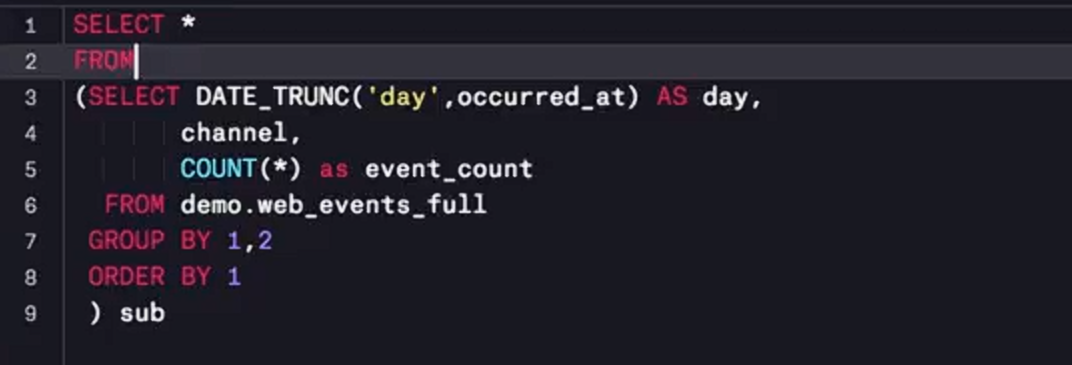 1 SELECT *
2 FROM
3 (SELECT DATE_TRUNC('day',occurred_at) AS day,
4 channel,
5 COUNT(*) as event_count
6 FROM demo.web_events_full
7 GROUP BY 1,2
8 ORDER BY 1
9 ) sub